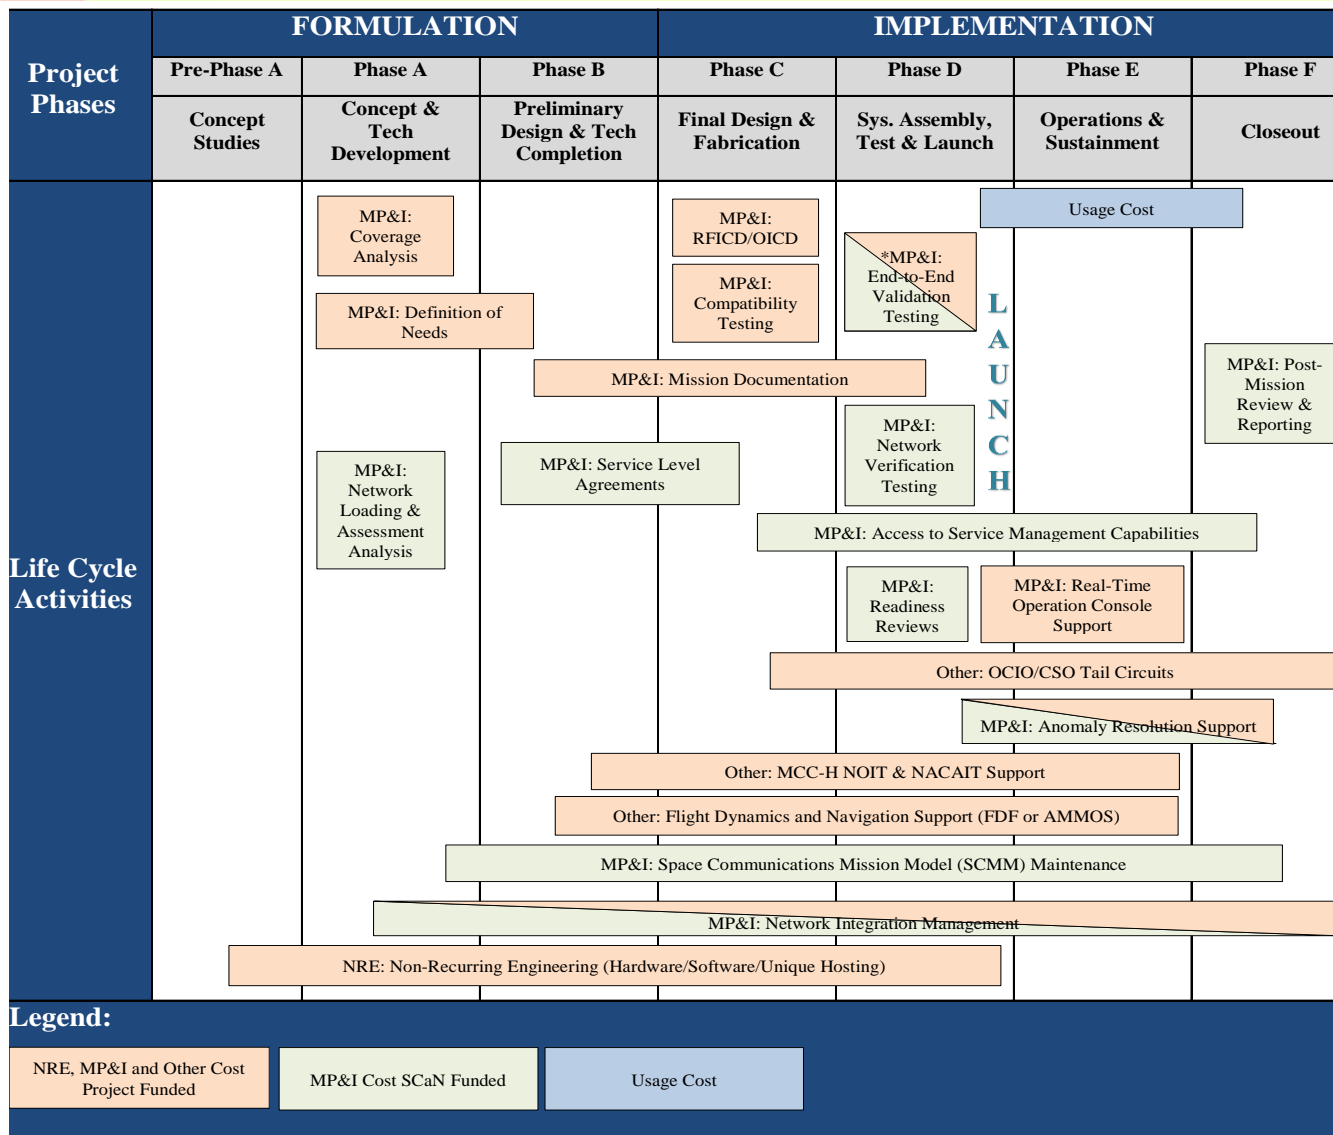 FORMULATION
IMPLEMENTATION
Project
Phases
Pre-Phase A
Phase A
Phase B
Phase C
Phase D
Phase E
Phase F
Concept
Studies
Concept &
Tech
Development
Preliminary
Design & Tech
Completion
Final Design &
Fabrication
Sys. Assembly,
Test & Launch
Operations &
Sustainment
Closeout
Life Cycle
Activities
Usage Cost
MP&I:
Coverage
Analysis
MP&I:
RFICD/OICD
*MP&I:
End-to-End
Validation
Testing
MP&I:
Compatibility
Testing
MP&I: Definition of
Needs
L
A
U
N
C
H
MP&I: Mission Documentation
MP&I: Post-
Mission
Review &
Reporting
MP&I:
Network
Verification
Testing
MP&I: Service Level
Agreements
MP&I:
Network
Loading &
Assessment
Analysis
MP&I: Access to Service Management Capabilities
MP&I:
Readiness
Reviews
MP&I: Real-Time
Operation Console
Support
Other: OCIO/CSO Tail Circuits
MP&I: Anomaly Resolution Support
Other: MCC-H NOIT & NACAIT Support
Other: Flight Dynamics and Navigation Support (FDF or AMMOS)
MP&I: Space Communications Mission Model (SCMM) Maintenance
MP&I: Network Integration Management
NRE: Non-Recurring Engineering (Hardware/Software/Unique Hosting)
Legend:
NRE, MP&I and Other Cost
Project Funded
MP&I Cost SCaN Funded
Usage Cost